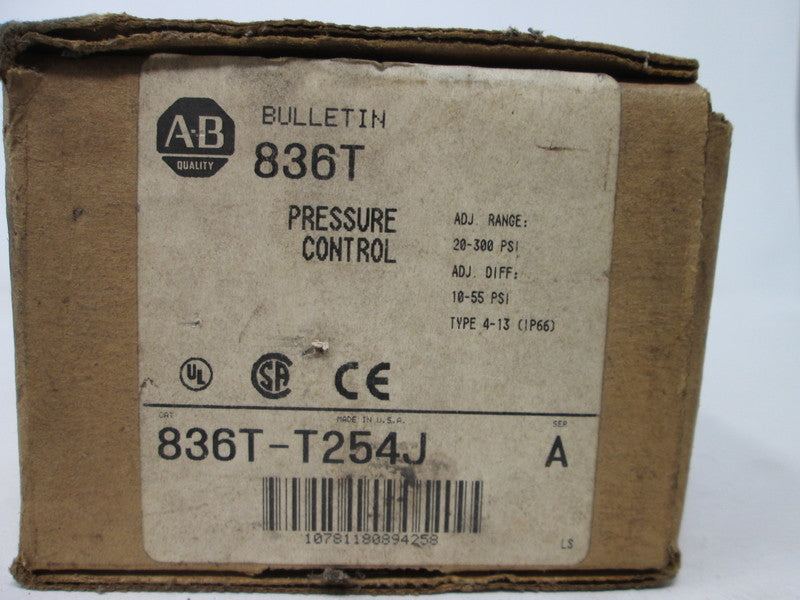 A-B
QUALITY
BULLETIN
836T
PRESSURE
CONTROL
ADJ. RANGE:
20-300 PSI
ADJ. DIFF:
10-55 PSI
TYPE 4-13 (IP66)
UL
SA
CE
CAT
MADE IN U.S.A.
SER
836T-T254J
A
10781180894258
LS